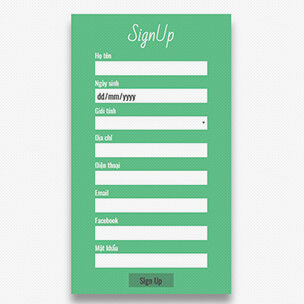 SignUp
Họ tên
Ngày sinh
dd/mm/yyyy
Giới tính
Địa chỉ
Điện thoại
Email
Facebook
Mật khẩu
Sign Up